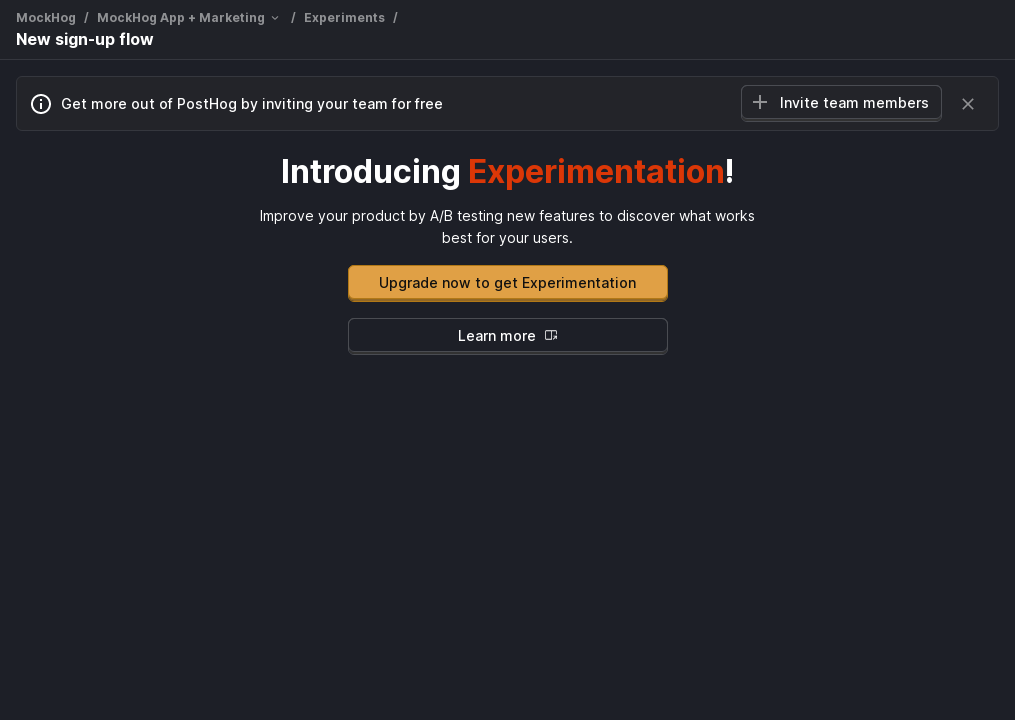 MockHog / MockHog App + Marketing / Experiments /
New sign-up flow
Get more out of PostHog by inviting your team for free
Invite team members
Introducing Experimentation!
Improve your product by A/B testing new features to discover what works
best for your users.
Upgrade now to get Experimentation
Learn more